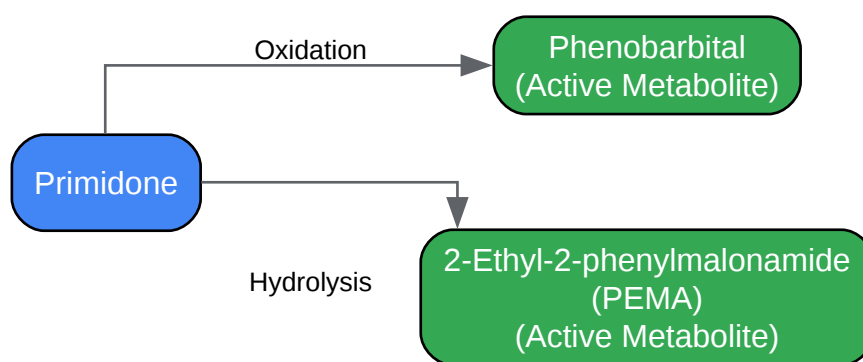 Oxidation
Phenobarbital
(Active Metabolite)
Primidone
Hydrolysis
2-Ethyl-2-phenylmalonamide
(PEMA)
(Active Metabolite)